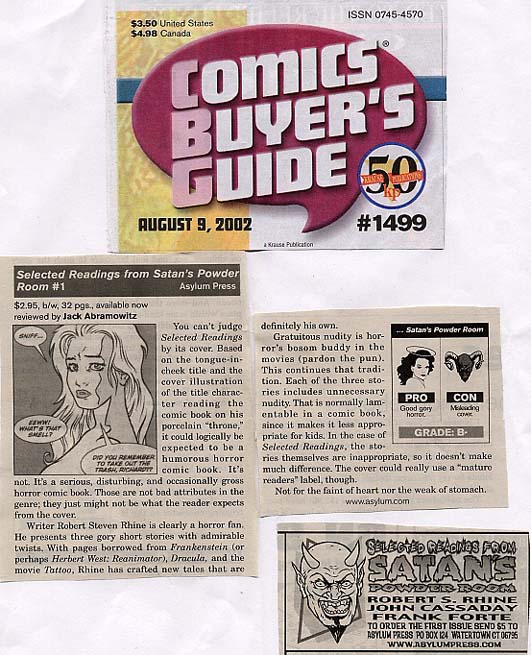 $3.50 United States
$4.98 Canada
ISSN 0745-4570
COMICS
BUYER'S
GUIDE
®
50
KRAUSE PUBLICATIONS
kp
AUGUST 9, 2002
#1499
a Krause Publication
Selected Readings from Satan's Powder
Room #1
Asylum Press
$2.95, b/w, 32 pgs., available now
reviewed by Jack Abramowitz
SNIFF...
EEWW!
WHAT'S THAT
SMELL?
DID YOU REMEMBER
TO TAKE OUT THE
TRASH, RICHARD??
You can't judge
Selected Readings
by its cover. Based
on the tongue-in-
cheek title and the
cover illustration
of the title charac-
ter reading the
comic book on his
porcelain "throne,"
it could logically be
expected to be a
humorous horror
comic book. It's
not. It's a serious, disturbing, and occasionally gross
horror comic book. Those are not bad attributes in the
genre; they just might not be what the reader expects
from the cover.
Writer Robert Steven Rhine is clearly a horror fan.
He presents three gory short stories with admirable
twists. With pages borrowed from Frankenstein (or
perhaps Herbert West: Reanimator), Dracula, and the
movie Tattoo, Rhine has crafted new tales that are
definitely his own.
Gratuitous nudity is hor-
ror's bosom buddy in the
movies (pardon the pun).
This continues that tradi-
tion. Each of the three sto-
ries includes unnecessary
nudity. That is normally lam-
entable in a comic book,
since it makes it less appro-
priate for kids. In the case of
Selected Readings, the sto-
ries themselves are inappropriate, so it doesn't make
much difference. The cover could really use a "mature
readers" label, though.
Not for the faint of heart nor the weak of stomach.
www.asylum.com
... Satan's Powder Room
PRO
CON
Good gory
horror.
Misleading
cover.
GRADE: B-
SELECTED READINGS FROM
SATAN'S
POWDER ROOM
ROBERT S. RHINE
JOHN CASSADAY
FRANK FORTE
TO ORDER THE FIRST ISSUE SEND $5 TO
ASYLUM PRESS PO BOX 124 WATERTOWN CT 06795
WWW.ASYLUMPRESS.COM